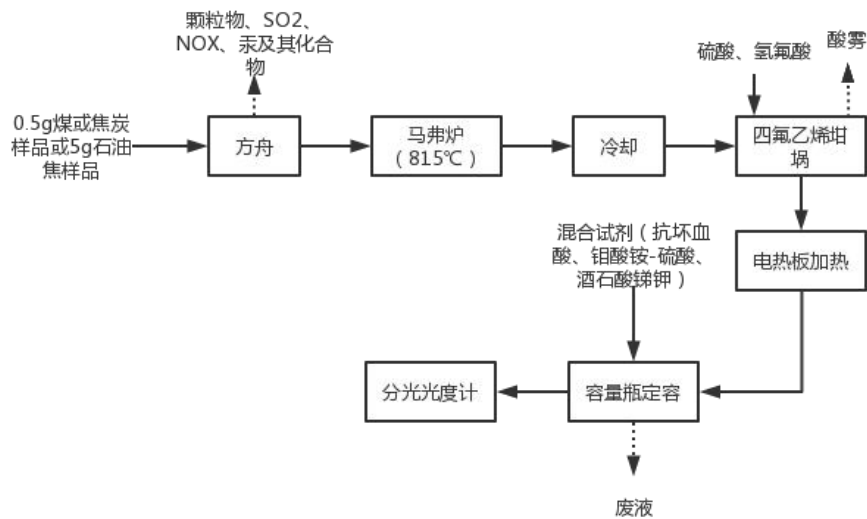 颗粒物、SO2、
NOX、汞及其化合
物
硫酸、氢氟酸
酸雾
0.5g煤或焦炭
样品或5g石油
焦样品
方舟
马弗炉
（815℃）
冷却
四氟乙烯坩
埚
混合试剂（抗坏血
酸、钼酸铵-硫酸、
酒石酸锑钾）
电热板加热
分光光度计
容量瓶定容
废液